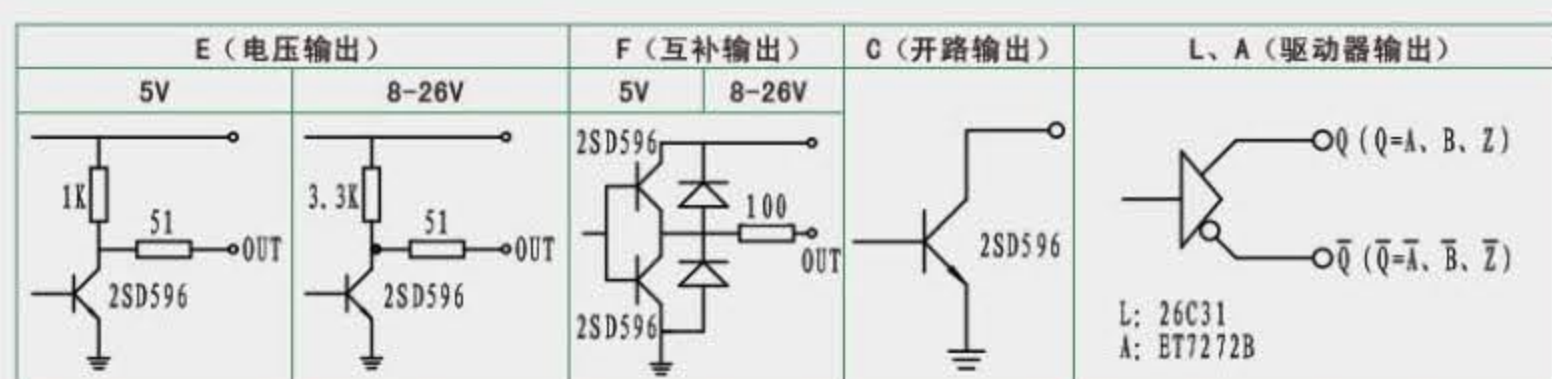 E（电压输出）
F（互补输出）
C（开路输出）
L、A（驱动器输出）
5V
8-26V
5V
8-26V
1K
51
OUT
2SD596
3.3K
51
OUT
2SD596
2SD596
100
OUT
2SD596
2SD596
Q（Q=A、B、Z）
Q̅（Q̅=A̅、B̅、Z̅）
L: 26C31
A: ET7272B